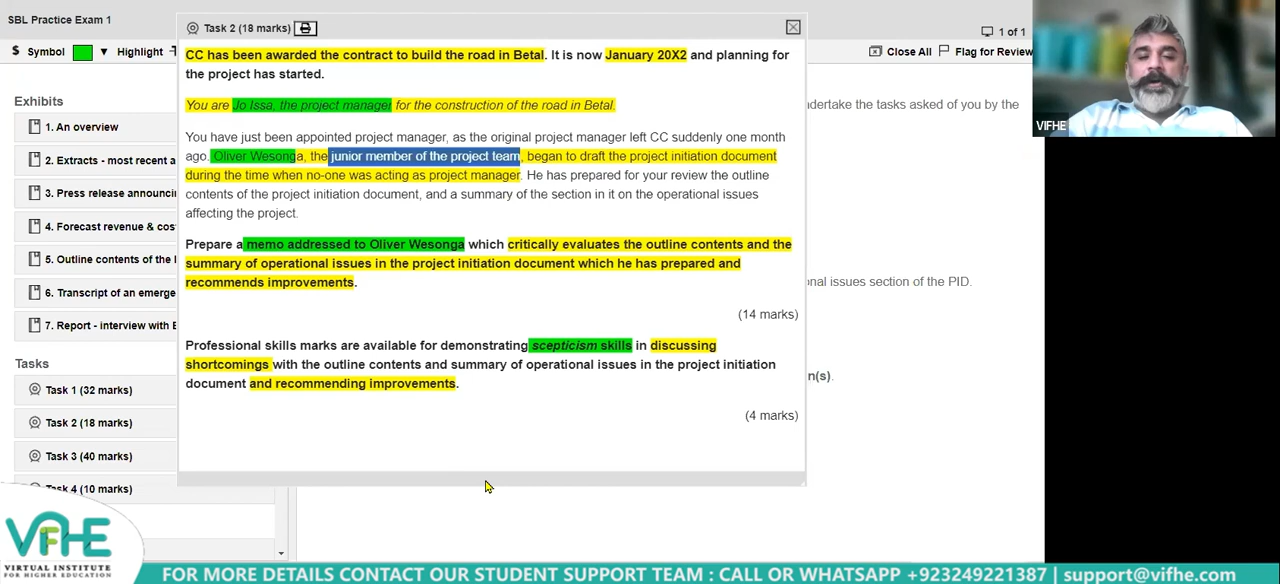 SBL Practice Exam 1
Task 2 (18 marks)
1 of 1
$ Symbol
Highlight
Close All
Flag for Review
VIFHE
CC has been awarded the contract to build the road in Betal. It is now January 20X2 and planning for
the project has started.
You are Jo Issa, the project manager for the construction of the road in Betal.
You have just been appointed project manager, as the original project manager left CC suddenly one month
ago. Oliver Wesonga, the junior member of the project team, began to draft the project initiation document
during the time when no-one was acting as project manager. He has prepared for your review the outline
contents of the project initiation document, and a summary of the section in it on the operational issues
affecting the project.
Prepare a memo addressed to Oliver Wesonga which critically evaluates the outline contents and the
summary of operational issues in the project initiation document which he has prepared and
recommends improvements.
(14 marks)
Professional skills marks are available for demonstrating scepticism skills in discussing
shortcomings with the outline contents and summary of operational issues in the project initiation
document and recommending improvements.
(4 marks)
Exhibits
1. An overview
2. Extracts - most recent a
3. Press release announci
4. Forecast revenue & cos
5. Outline contents of the
6. Transcript of an emerge
7. Report - interview with
Tasks
Task 1 (32 marks)
Task 2 (18 marks)
Task 3 (40 marks)
Task 4 (10 marks)
ndertake the tasks asked of you by the
nal issues section of the PID.
n(s).
VIFHE
VIRTUAL INSTITUTE
FOR HIGHER EDUCATION
FOR MORE DETAILS CONTACT OUR STUDENT SUPPORT TEAM : CALL OR WHATSAPP +923249221387 | support@vifhe.com